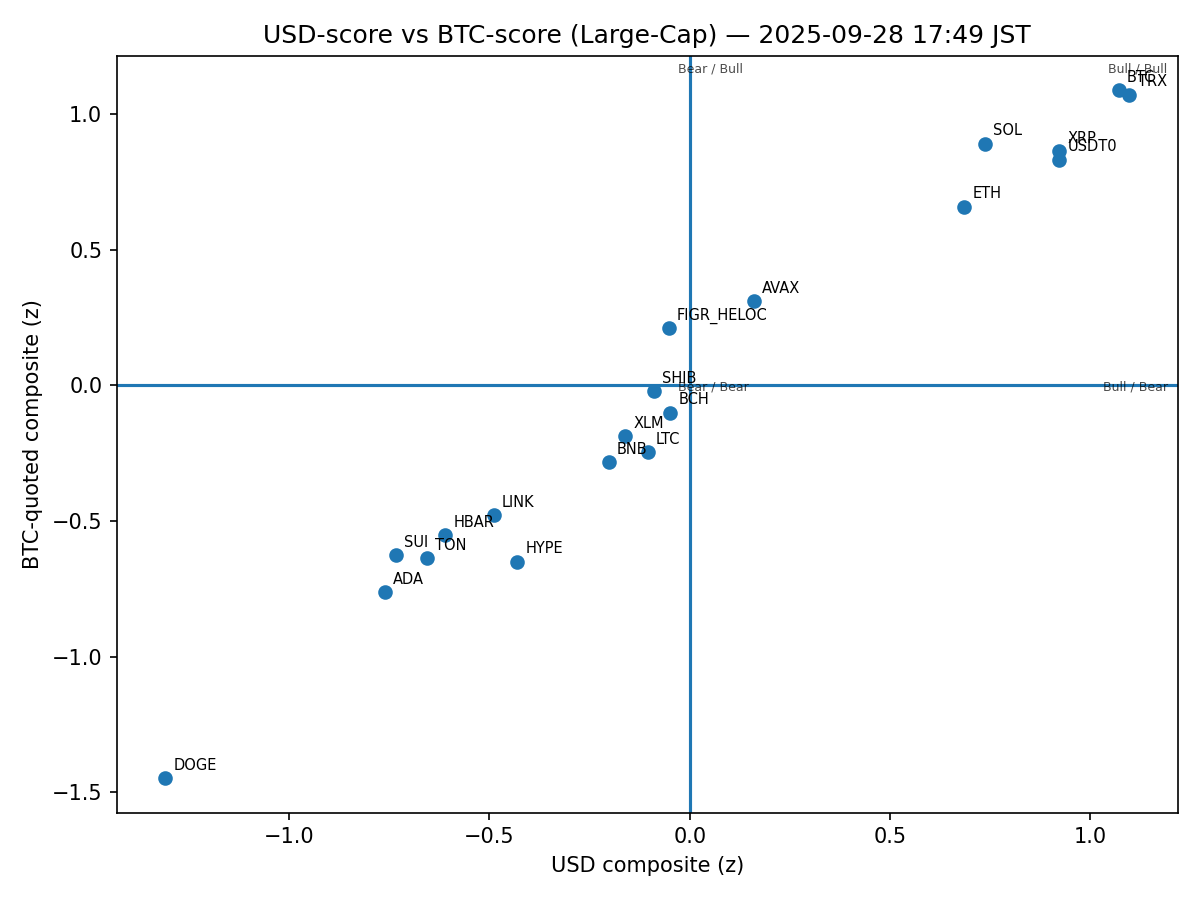 USD-score vs BTC-score (Large-Cap) — 2025-09-28 17:49 JST
Bear / Bull
Bull / Bull
BTC
TRX
SOL
XRP
USDT0
ETH
AVAX
FIGR_HELOC
SHIB
Bear / Bear
Bull / Bear
BCH
XLM
LTC
BNB
LINK
HBAR
SUI
TON
HYPE
ADA
DOGE
1.0
0.5
0.0
−0.5
−1.0
−1.5
−1.0
−0.5
0.0
0.5
1.0
USD composite (z)
BTC-quoted composite (z)